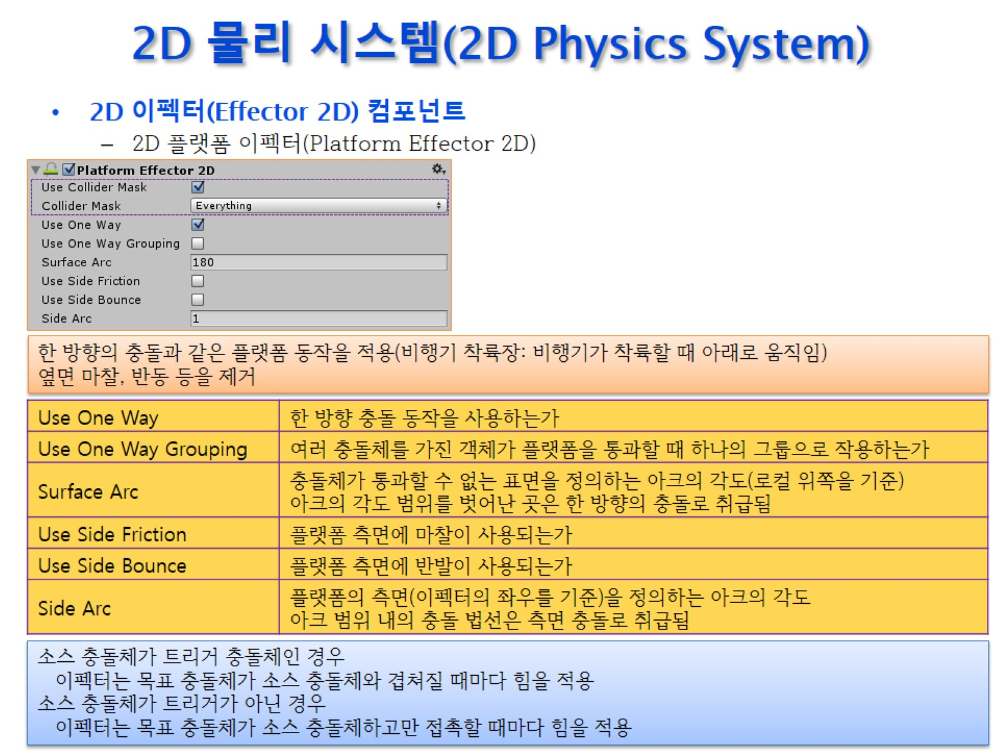 2D 물리 시스템(2D Physics System)
• 2D 이펙터(Effector 2D) 컴포넌트
– 2D 플랫폼 이펙터(Platform Effector 2D)
Platform Effector 2D
Use Collider Mask
Collider Mask Everything
Use One Way
Use One Way Grouping
Surface Arc 180
Use Side Friction
Use Side Bounce
Side Arc 1
한 방향의 충돌과 같은 플랫폼 동작을 적용(비행기 착륙장: 비행기가 착륙할 때 아래로 움직임)
옆면 마찰, 반동 등을 제거
Use One Way 한 방향 충돌 동작을 사용하는가
Use One Way Grouping 여러 충돌체를 가진 객체가 플랫폼을 통과할 때 하나의 그룹으로 작용하는가
Surface Arc 충돌체가 통과할 수 없는 표면을 정의하는 아크의 각도(로컬 위쪽을 기준)
아크의 각도 범위를 벗어난 곳은 한 방향의 충돌로 취급됨
Use Side Friction 플랫폼 측면에 마찰이 사용되는가
Use Side Bounce 플랫폼 측면에 반발이 사용되는가
Side Arc 플랫폼의 측면(이펙터의 좌우를 기준)을 정의하는 아크의 각도
아크 범위 내의 충돌 법선은 측면 충돌로 취급됨
소스 충돌체가 트리거 충돌체인 경우
이펙터는 목표 충돌체가 소스 충돌체와 겹쳐질 때마다 힘을 적용
소스 충돌체가 트리거가 아닌 경우
이펙터는 목표 충돌체가 소스 충돌체하고만 접촉할 때마다 힘을 적용